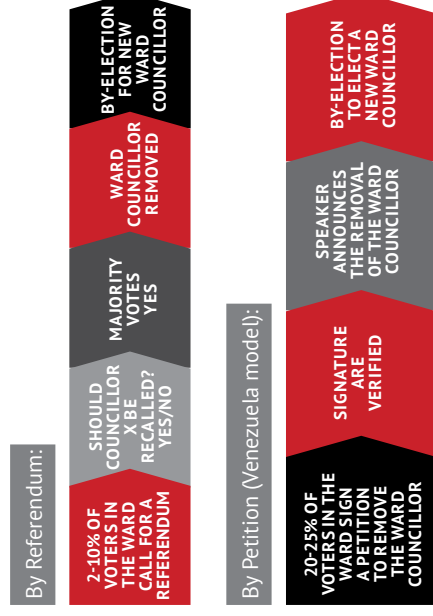 By Referendum:
2-10% OF
VOTERS IN
THE WARD
CALL FOR A
REFERENDUM
SHOULD
COUNCILLOR
X BE
RECALLED?
YES/NO
MAJORITY
VOTES
YES
WARD
COUNCILLOR
REMOVED
BY-ELECTION
FOR NEW
WARD
COUNCILLOR
By Petition (Venezuela model):
20-25% OF
VOTERS IN THE
WARD SIGN
A PETITION
TO REMOVE
THE WARD
COUNCILLOR
SIGNATURE
ARE
VERIFIED
SPEAKER
ANNOUNCES
THE REMOVAL
OF THE WARD
COUNCILLOR
BY-ELECTION
TO ELECT A
NEW WARD
COUNCILLOR